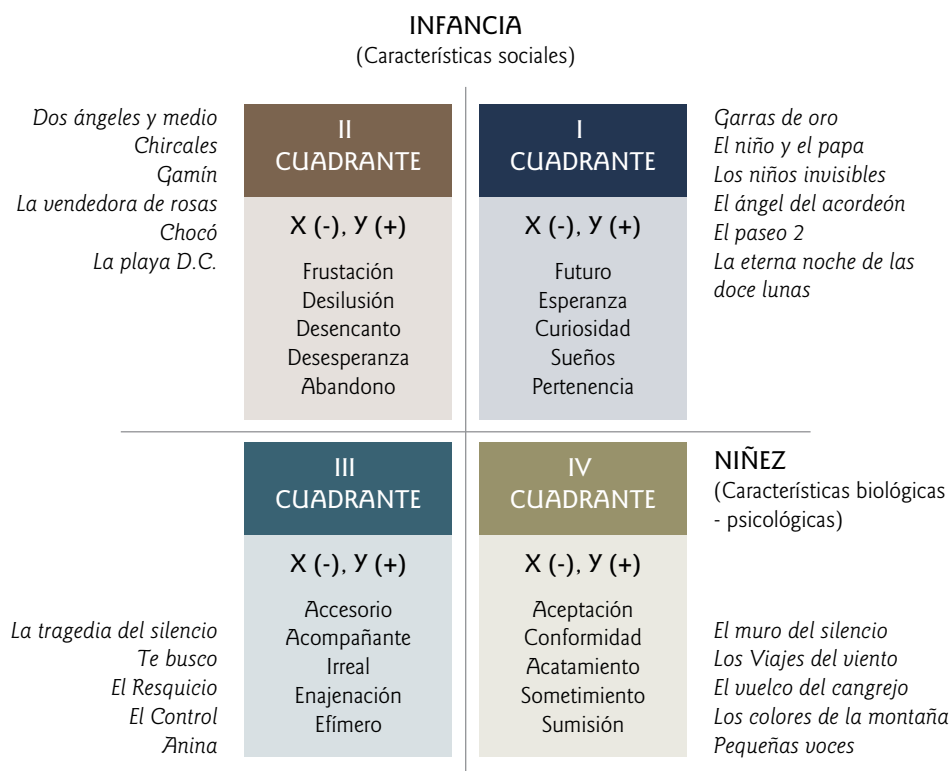 INFANCIA
(Características sociales)
Dos ángeles y medio
Chircales
Gamín
La vendedora de rosas
Chocó
La playa D.C.
II
CUADRANTE
X (-), Y (+)
Frustación
Desilusión
Desencanto
Desesperanza
Abandono
I
CUADRANTE
X (-), Y (+)
Futuro
Esperanza
Curiosidad
Sueños
Pertenencia
Garras de oro
El niño y el papa
Los niños invisibles
El ángel del acordeón
El paseo 2
La eterna noche de las
doce lunas
La tragedia del silencio
Te busco
El Resquicio
El Control
Anina
III
CUADRANTE
X (-), Y (+)
Accesorio
Acompañante
Irreal
Enajenación
Efímero
IV
CUADRANTE
X (-), Y (+)
Aceptación
Conformidad
Acatamiento
Sometimiento
Sumisión
NIÑEZ
(Características biológicas
- psicológicas)
El muro del silencio
Los Viajes del viento
El vuelco del cangrejo
Los colores de la montaña
Pequeñas voces